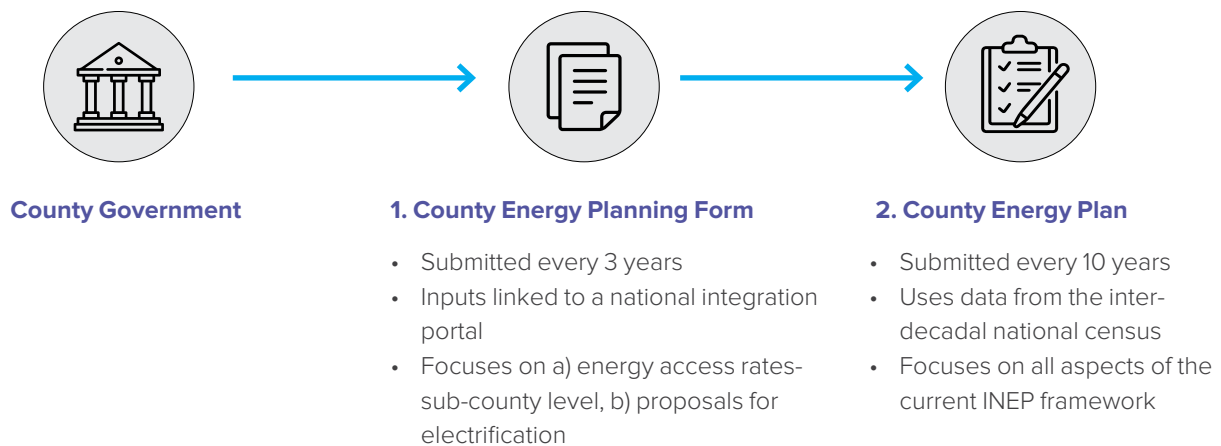 County Government
1. County Energy Planning Form
• Submitted every 3 years
• Inputs linked to a national integration
portal
• Focuses on a) energy access rates-
sub-county level, b) proposals for
electrification
2. County Energy Plan
• Submitted every 10 years
• Uses data from the inter-
decadal national census
• Focuses on all aspects of the
current INEP framework